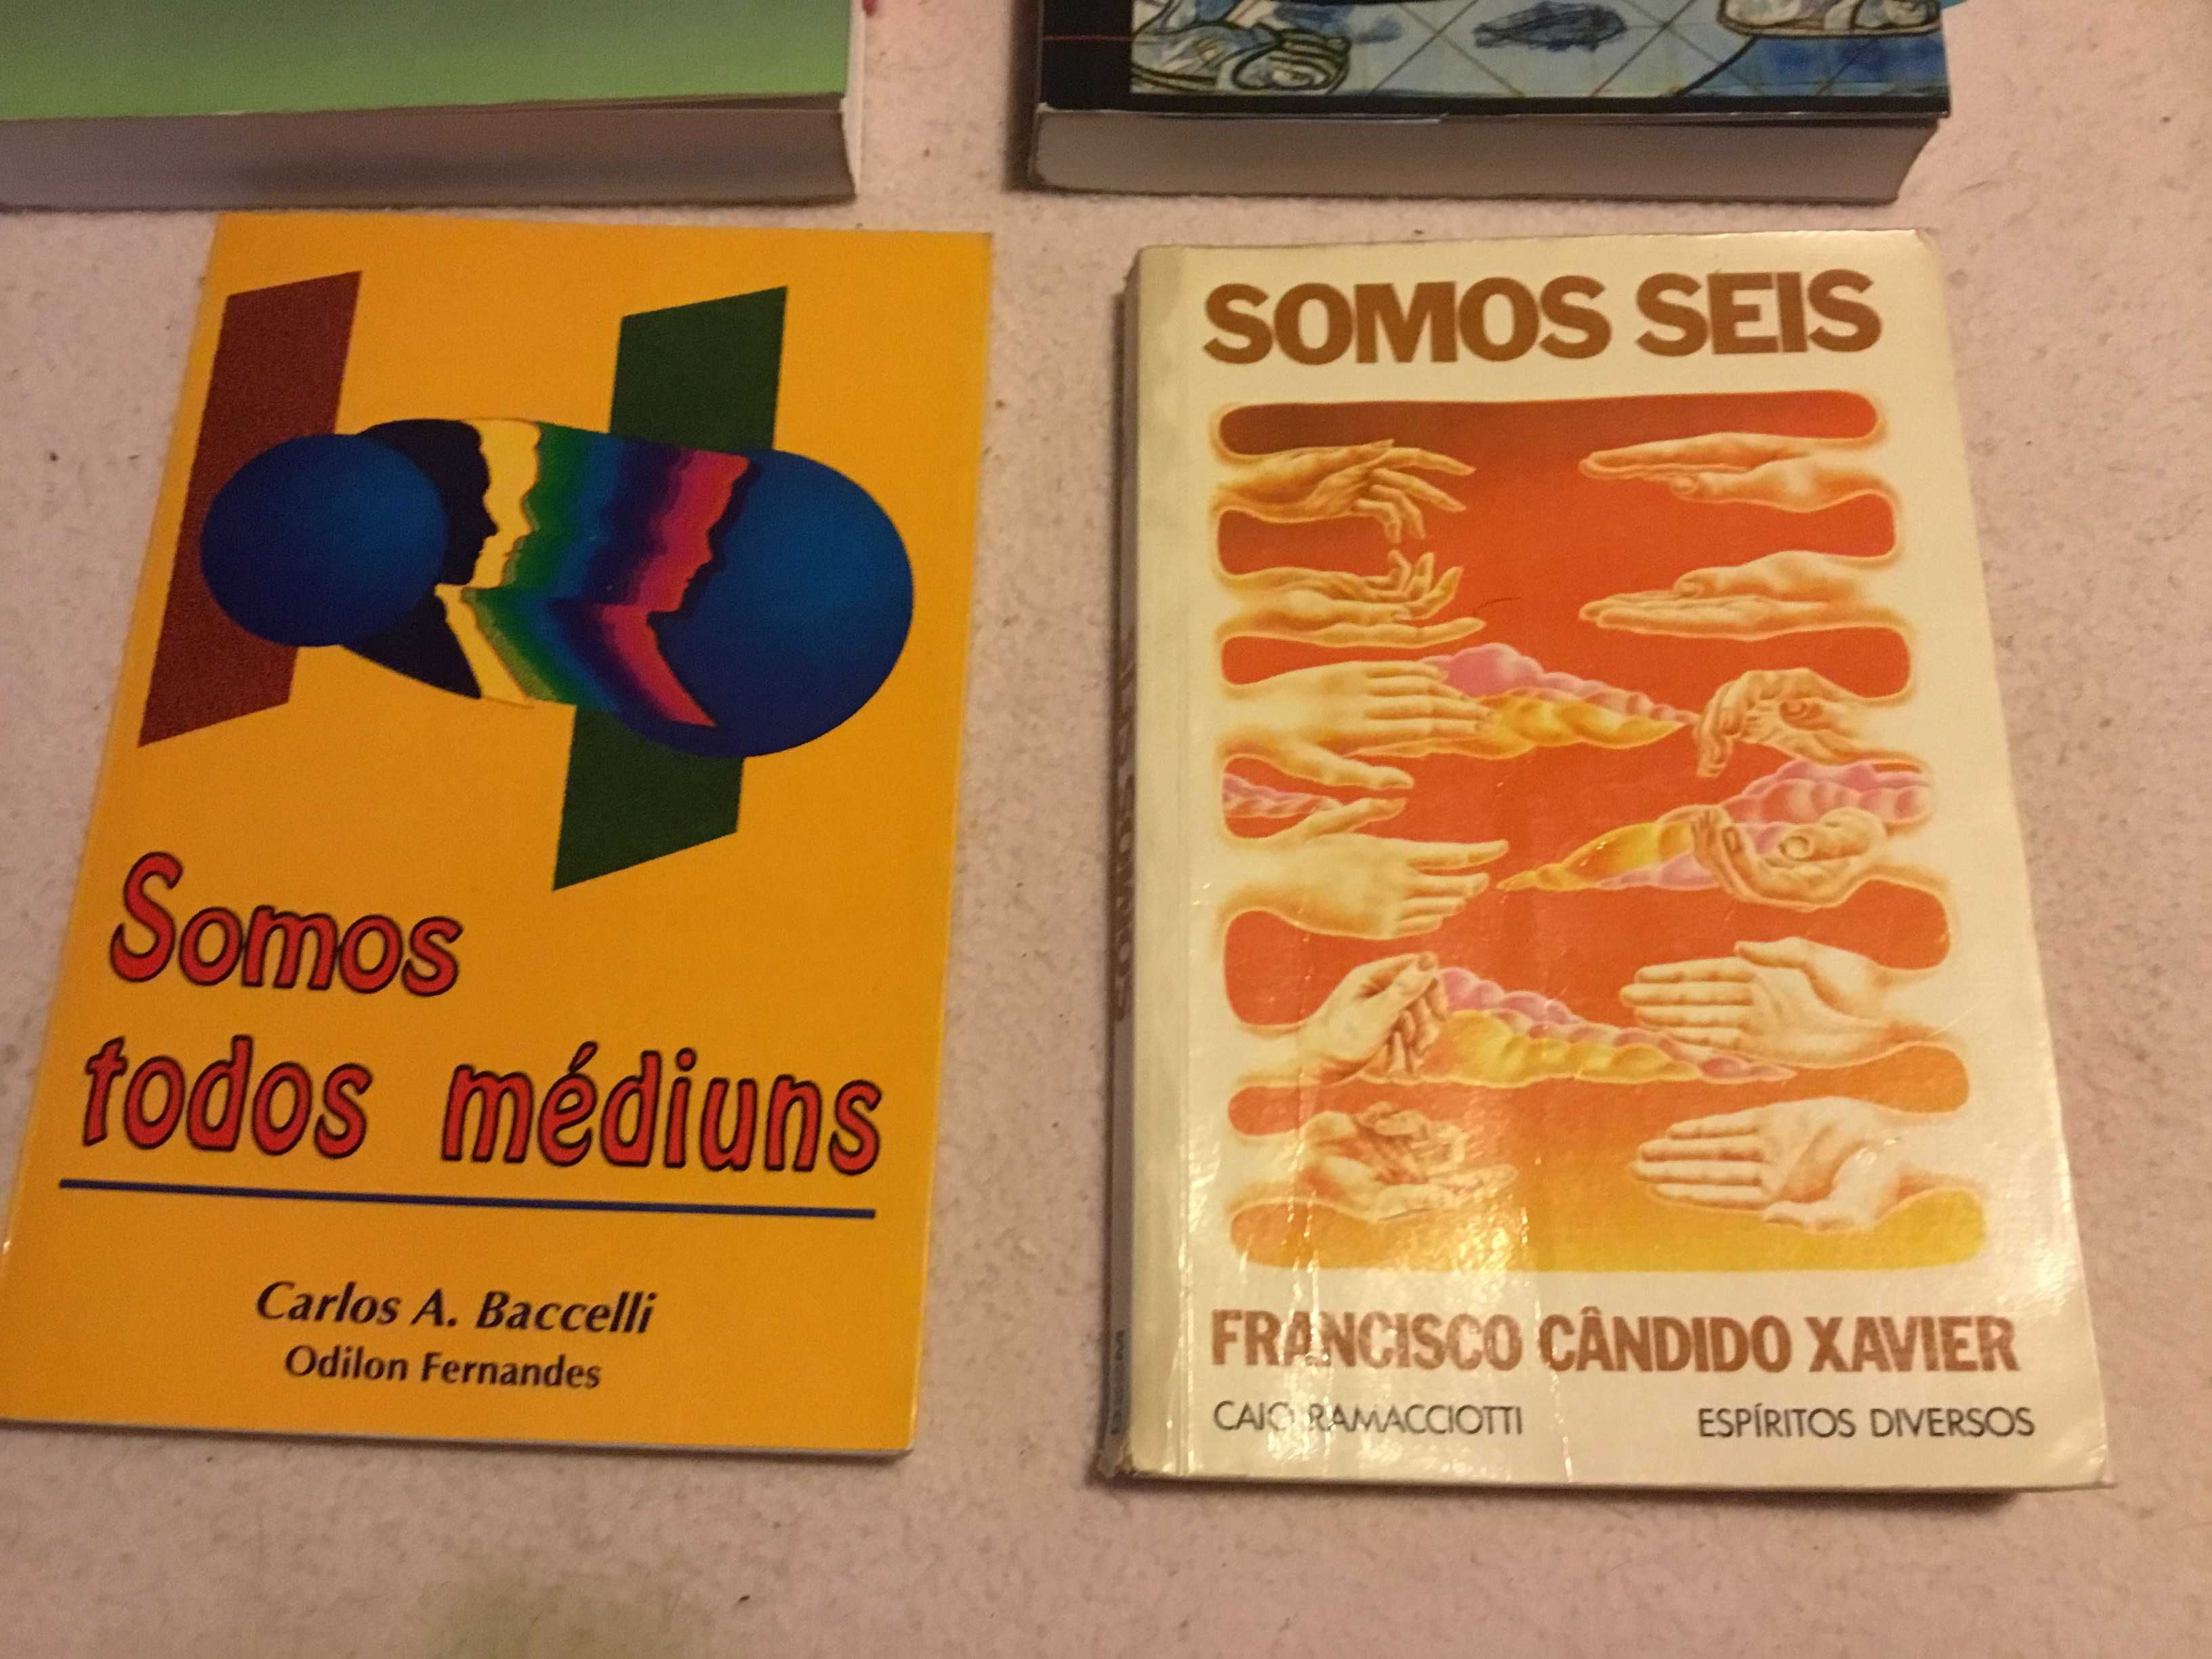 Somos
todos médiuns
Carlos A. Baccelli
Odilon Fernandes
SOMOS SEIS
FRANCISCO CÂNDIDO XAVIER
CAIO RAMACCIOTTI
ESPÍRITOS DIVERSOS